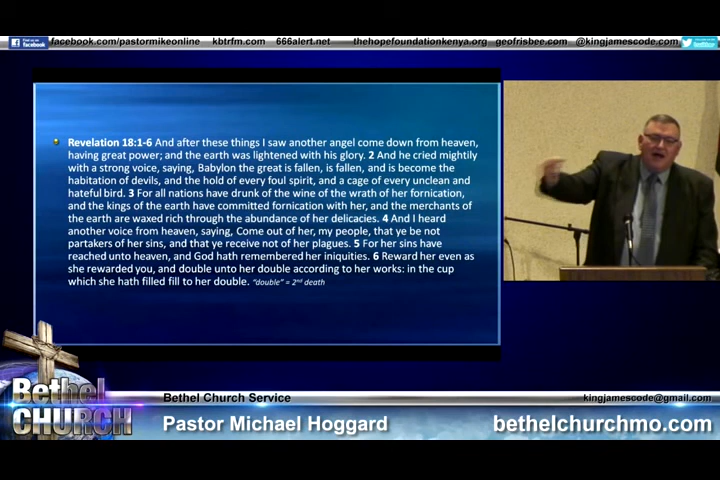 Find us on facebook
facebook.com/pastormikeonline kbtrfm.com 666alert.net thehopefoundationkenya.org geofrisbee.com @kingjamescode.com
Revelation 18:1-6 And after these things I saw another angel come down from heaven,
having great power; and the earth was lightened with his glory. 2 And he cried mightily
with a strong voice, saying, Babylon the great is fallen, is fallen, and is become the
habitation of devils, and the hold of every foul spirit, and a cage of every unclean and
hateful bird. 3 For all nations have drunk of the wine of the wrath of her fornication,
and the kings of the earth have committed fornication with her, and the merchants of
the earth are waxed rich through the abundance of her delicacies. 4 And I heard
another voice from heaven, saying, Come out of her, my people, that ye be not
partakers of her sins, and that ye receive not of her plagues. 5 For her sins have
reached unto heaven, and God hath remembered her iniquities. 6 Reward her even as
she rewarded you, and double unto her double according to her works: in the cup
which she hath filled fill to her double. "double" = 2nd death
Bethel
CHURCH
Bethel Church Service kingjamescode@gmail.com
Pastor Michael Hoggard bethelchurchmo.com